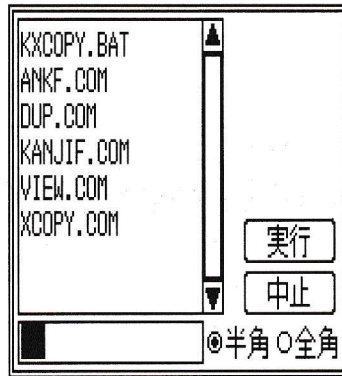 KXCOPY.BAT
ANKF.COM
DUP.COM
KANJIF.COM
VIEW.COM
XCOPY.COM
実行
中止
◉半角○全角